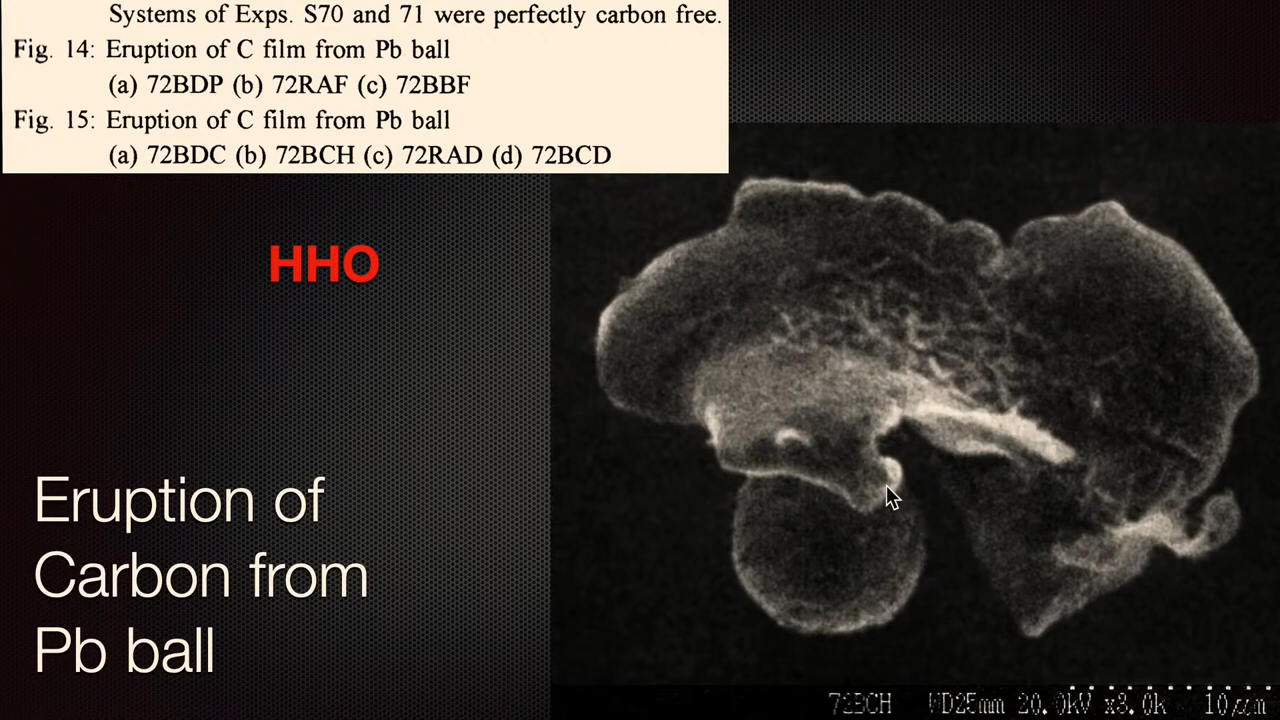 Systems of Exps. S70 and 71 were perfectly carbon free.
Fig. 14: Eruption of C film from Pb ball
(a) 72BDP (b) 72RAF (c) 72BBF
Fig. 15: Eruption of C film from Pb ball
(a) 72BDC (b) 72BCH (c) 72RAD (d) 72BCD
HHO
Eruption of
Carbon from
Pb ball
72BCH WD25mm 20.0kV x3.0k 10µm